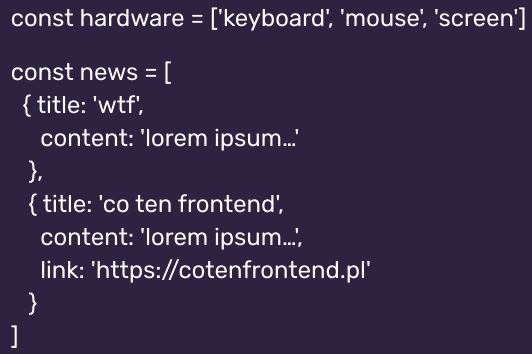 const hardware = ['keyboard', 'mouse', 'screen']
const news = [
{ title: 'wtf',
content: 'lorem ipsum...'
},
{ title: 'co ten frontend',
content: 'lorem ipsum...',
link: 'https://cotenfrontend.pl'
}
]